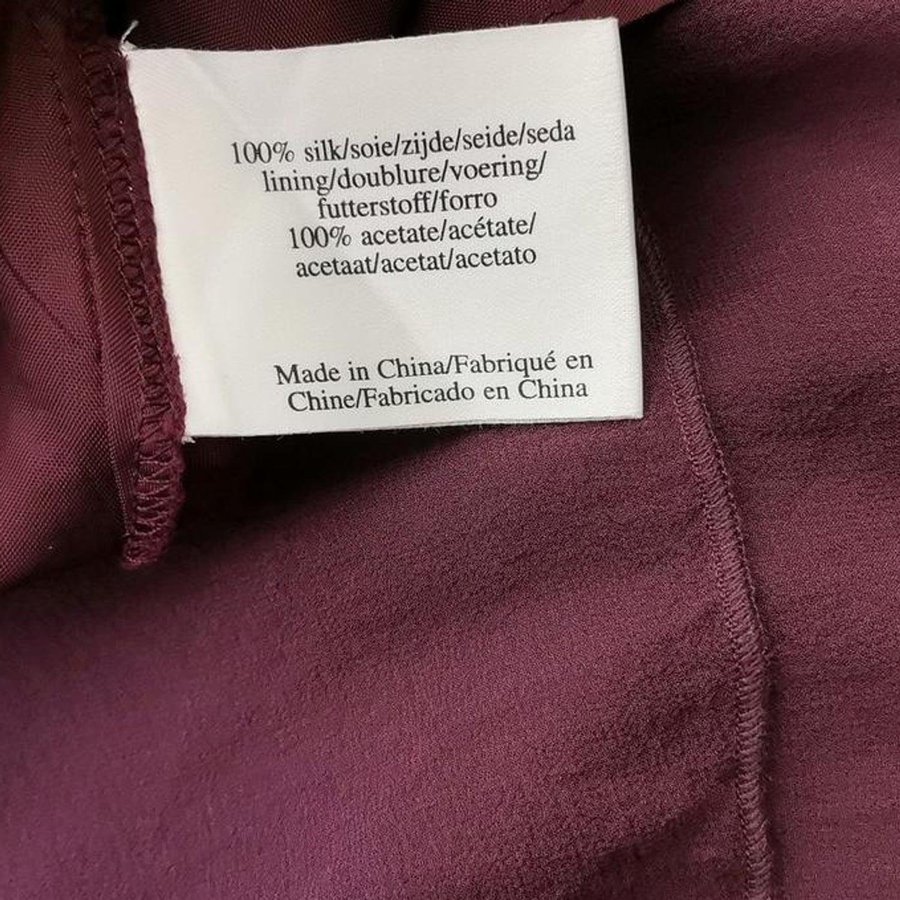 100% silk/soie/zijde/seide/seda
lining/doublure/voering/
futterstoff/forro
100% acetate/acétate/
acetaat/acetat/acetato
Made in China/Fabriqué en
Chine/Fabricado en China